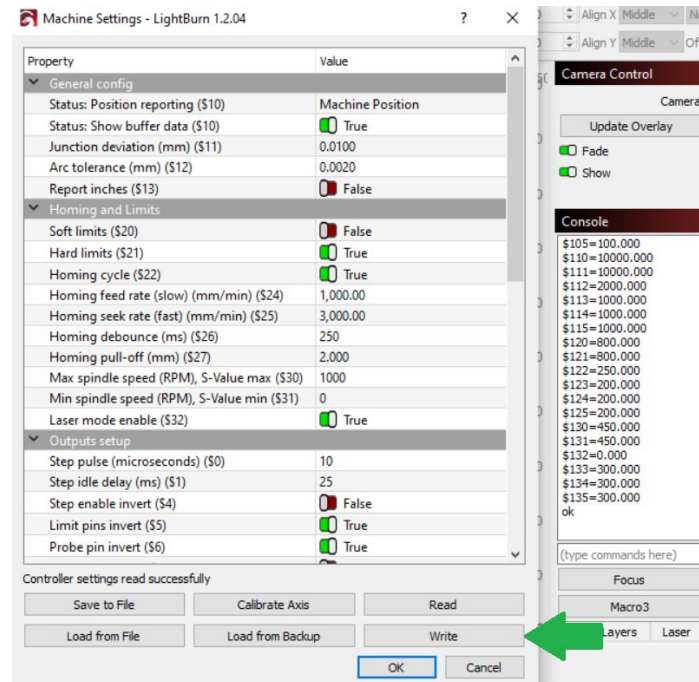 Machine Settings - LightBurn 1.2.04 ? ×
Property Value
General config
Status: Position reporting ($10) Machine Position
Status: Show buffer data ($10) True
Junction deviation (mm) ($11) 0.0100
Arc tolerance (mm) ($12) 0.0020
Report inches ($13) False
Homing and Limits
Soft limits ($20) False
Hard limits ($21) True
Homing cycle ($22) True
Homing feed rate (slow) (mm/min) ($24) 1,000.00
Homing seek rate (fast) (mm/min) ($25) 3,000.00
Homing debounce (ms) ($26) 250
Homing pull-off (mm) ($27) 2.000
Max spindle speed (RPM), S-Value max ($30) 1000
Min spindle speed (RPM), S-Value min ($31) 0
Laser mode enable ($32) True
Outputs setup
Step pulse (microseconds) ($0) 10
Step idle delay (ms) ($1) 25
Step enable invert ($4) False
Limit pins invert ($5) True
Probe pin invert ($6) True
Controller settings read successfully
Save to File Calibrate Axis Read
Load from File Load from Backup Write
OK Cancel
Align X Middle
Align Y Middle
Camera Control
Camera
Update Overlay
Fade
Show
Console
$105=100.000
$110=10000.000
$111=10000.000
$112=2000.000
$113=1000.000
$114=1000.000
$115=1000.000
$120=800.000
$121=800.000
$122=250.000
$123=200.000
$124=200.000
$125=200.000
$130=450.000
$131=450.000
$132=0.000
$133=300.000
$134=300.000
$135=300.000
ok
(type commands here)
Focus
Macro3
Layers Laser